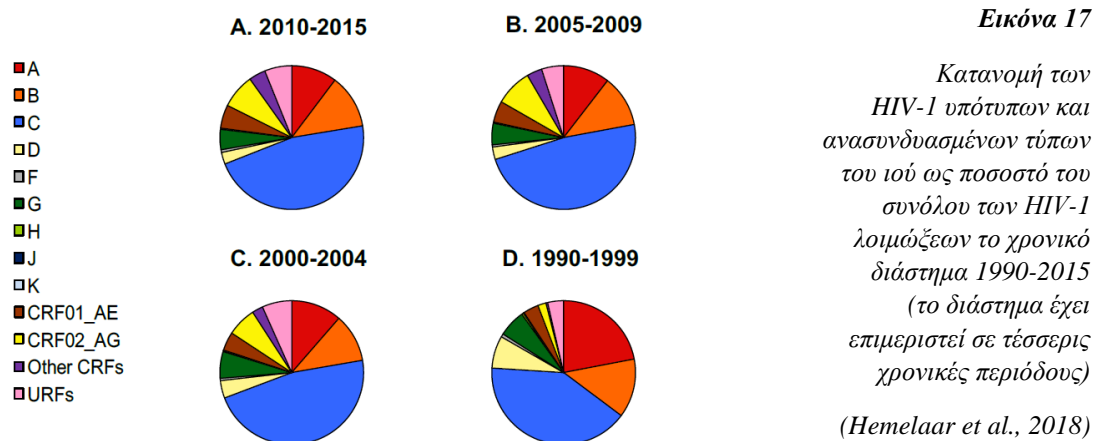 A. 2010-2015
B. 2005-2009
A
B
C
D
F
G
H
J
K
CRF01_AE
CRF02_AG
Other CRFs
URFs
C. 2000-2004
D. 1990-1999
Εικόνα 17
Κατανομή των
HIV-1 υπότυπων και
ανασυνδυασμένων τύπων
του ιού ως ποσοστό του
συνόλου των HIV-1
λοιμώξεων το χρονικό
διάστημα 1990-2015
(το διάστημα έχει
επιμεριστεί σε τέσσερις
χρονικές περιόδους)
(Hemelaar et al., 2018)